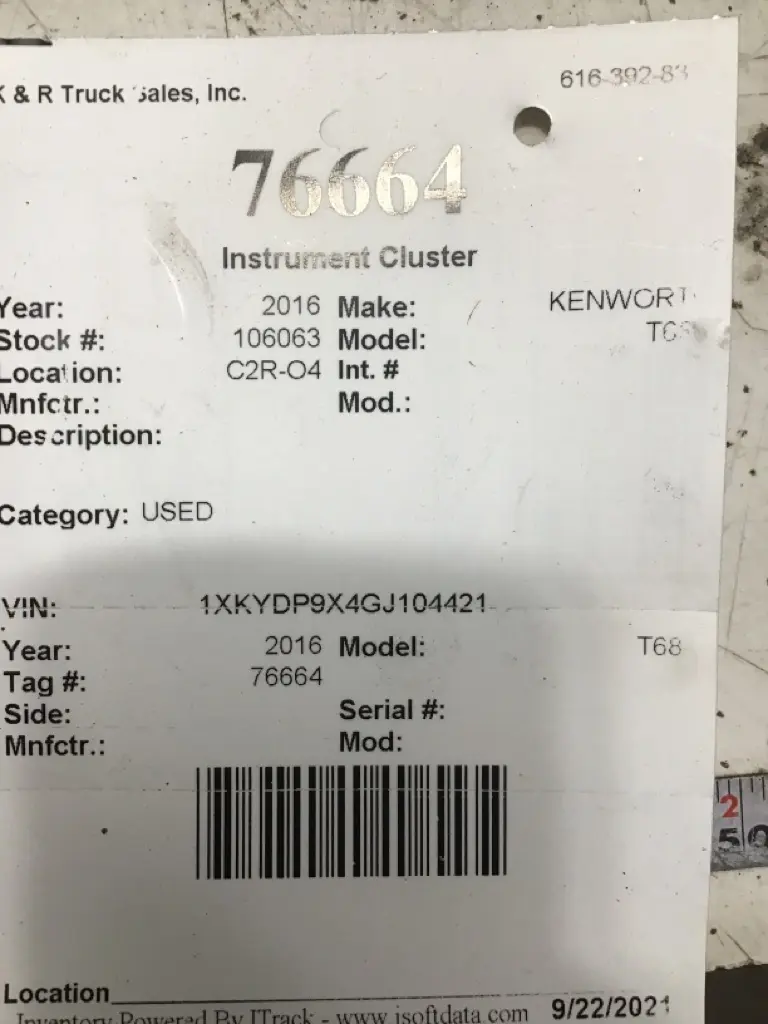 K & R Truck Sales, Inc. 616-392-83
76664
Instrument Cluster
Year: 2016 Make: KENWORT
Stock #: 106063 Model:
Location: C2R-O4 Int. #
Mnfctr.: Mod.:
Description:
Category: USED
VIN: 1XKYDP9X4GJ104421
Year: 2016 Model: T68
Tag #: 76664
Side: Serial #:
Mnfctr.: Mod:
2
Location
Inventory Powered By ITrack - www.isoftdata.com 9/22/2021